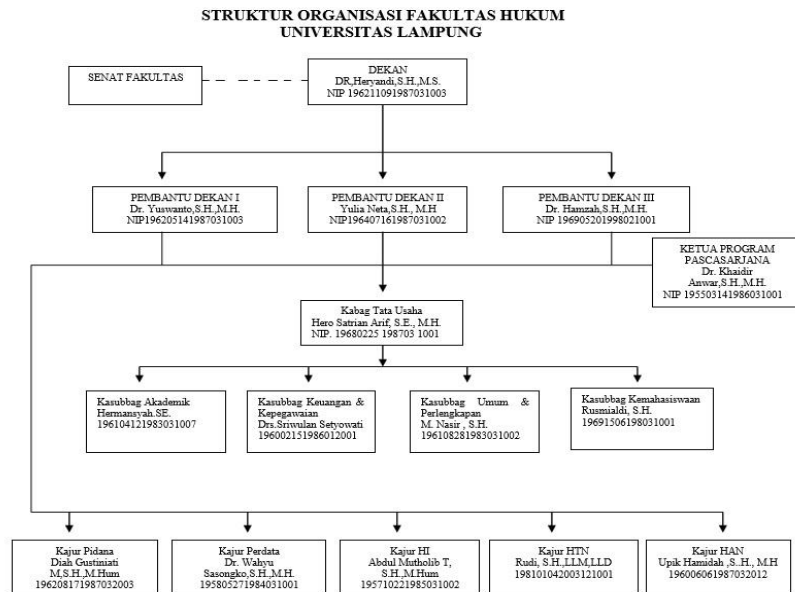 STRUKTUR ORGANISASI FAKULTAS HUKUM
UNIVERSITAS LAMPUNG
SENAT FAKULTAS
DEKAN
DR,Heryandi,S.H.,M.S.
NIP 196211091987031003
PEMBANTU DEKAN I
Dr. Yuswanto,S.H.,M.H.
NIP196205141987031003
PEMBANTU DEKAN II
Yulia Neta,S.H., M.H
NIP196407161987031002
PEMBANTU DEKAN III
Dr. Hamzah,S.H.,M.H.
NIP 196905201998021001
KETUA PROGRAM
PASCASARJANA
Dr. Khaidir
Anwar,S.H.,M.H.
NIP 195503141986031001
Kabag Tata Usaha
Hero Satrian Arif, S.E., M.H.
NIP. 19680225 198703 1001
Kasubbag Akademik
Hermansyah.SE.
196104121983031007
Kasubbag Keuangan &
Kepegawaian
Drs.Sriwulan Setyowati
196002151986012001
Kasubbag Umum &
Perlengkapan
M. Nasir , S.H.
196108281983031002
Kasubbag Kemahasiswaan
Rusmialdi, S.H.
19691506198031001
Kajur Pidana
Diah Gustiniati
M,S.H.,M.Hum
196208171987032003
Kajur Perdata
Dr. Wahyu
Sasongko,S.H.,M.H.
195805271984031001
Kajur HI
Abdul Mutholib T,
S.H.,M.Hum
195710221985031002
Kajur HTN
Rudi, S.H.,LLM,LLD
198101042003121001
Kajur HAN
Upik Hamidah ,S..H., M.H
196006061987032012